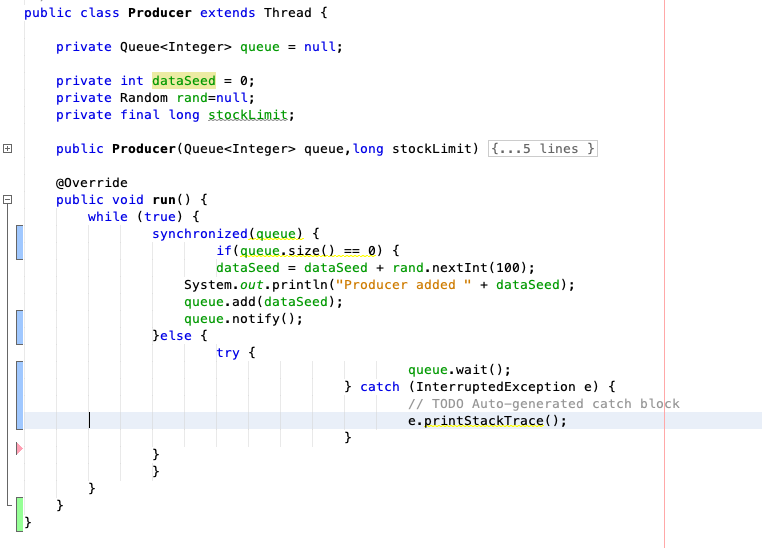 public class Producer extends Thread {
private Queue<Integer> queue = null;
private int dataSeed = 0;
private Random rand=null;
private final long stockLimit;
public Producer(Queue<Integer> queue,long stockLimit) {...5 lines }
@Override
public void run() {
while (true) {
synchronized(queue) {
if(queue.size() == 0) {
dataSeed = dataSeed + rand.nextInt(100);
System.out.println("Producer added " + dataSeed);
queue.add(dataSeed);
queue.notify();
}else {
try {
queue.wait();
} catch (InterruptedException e) {
// TODO Auto-generated catch block
e.printStackTrace();
}
}
}
}
}
}